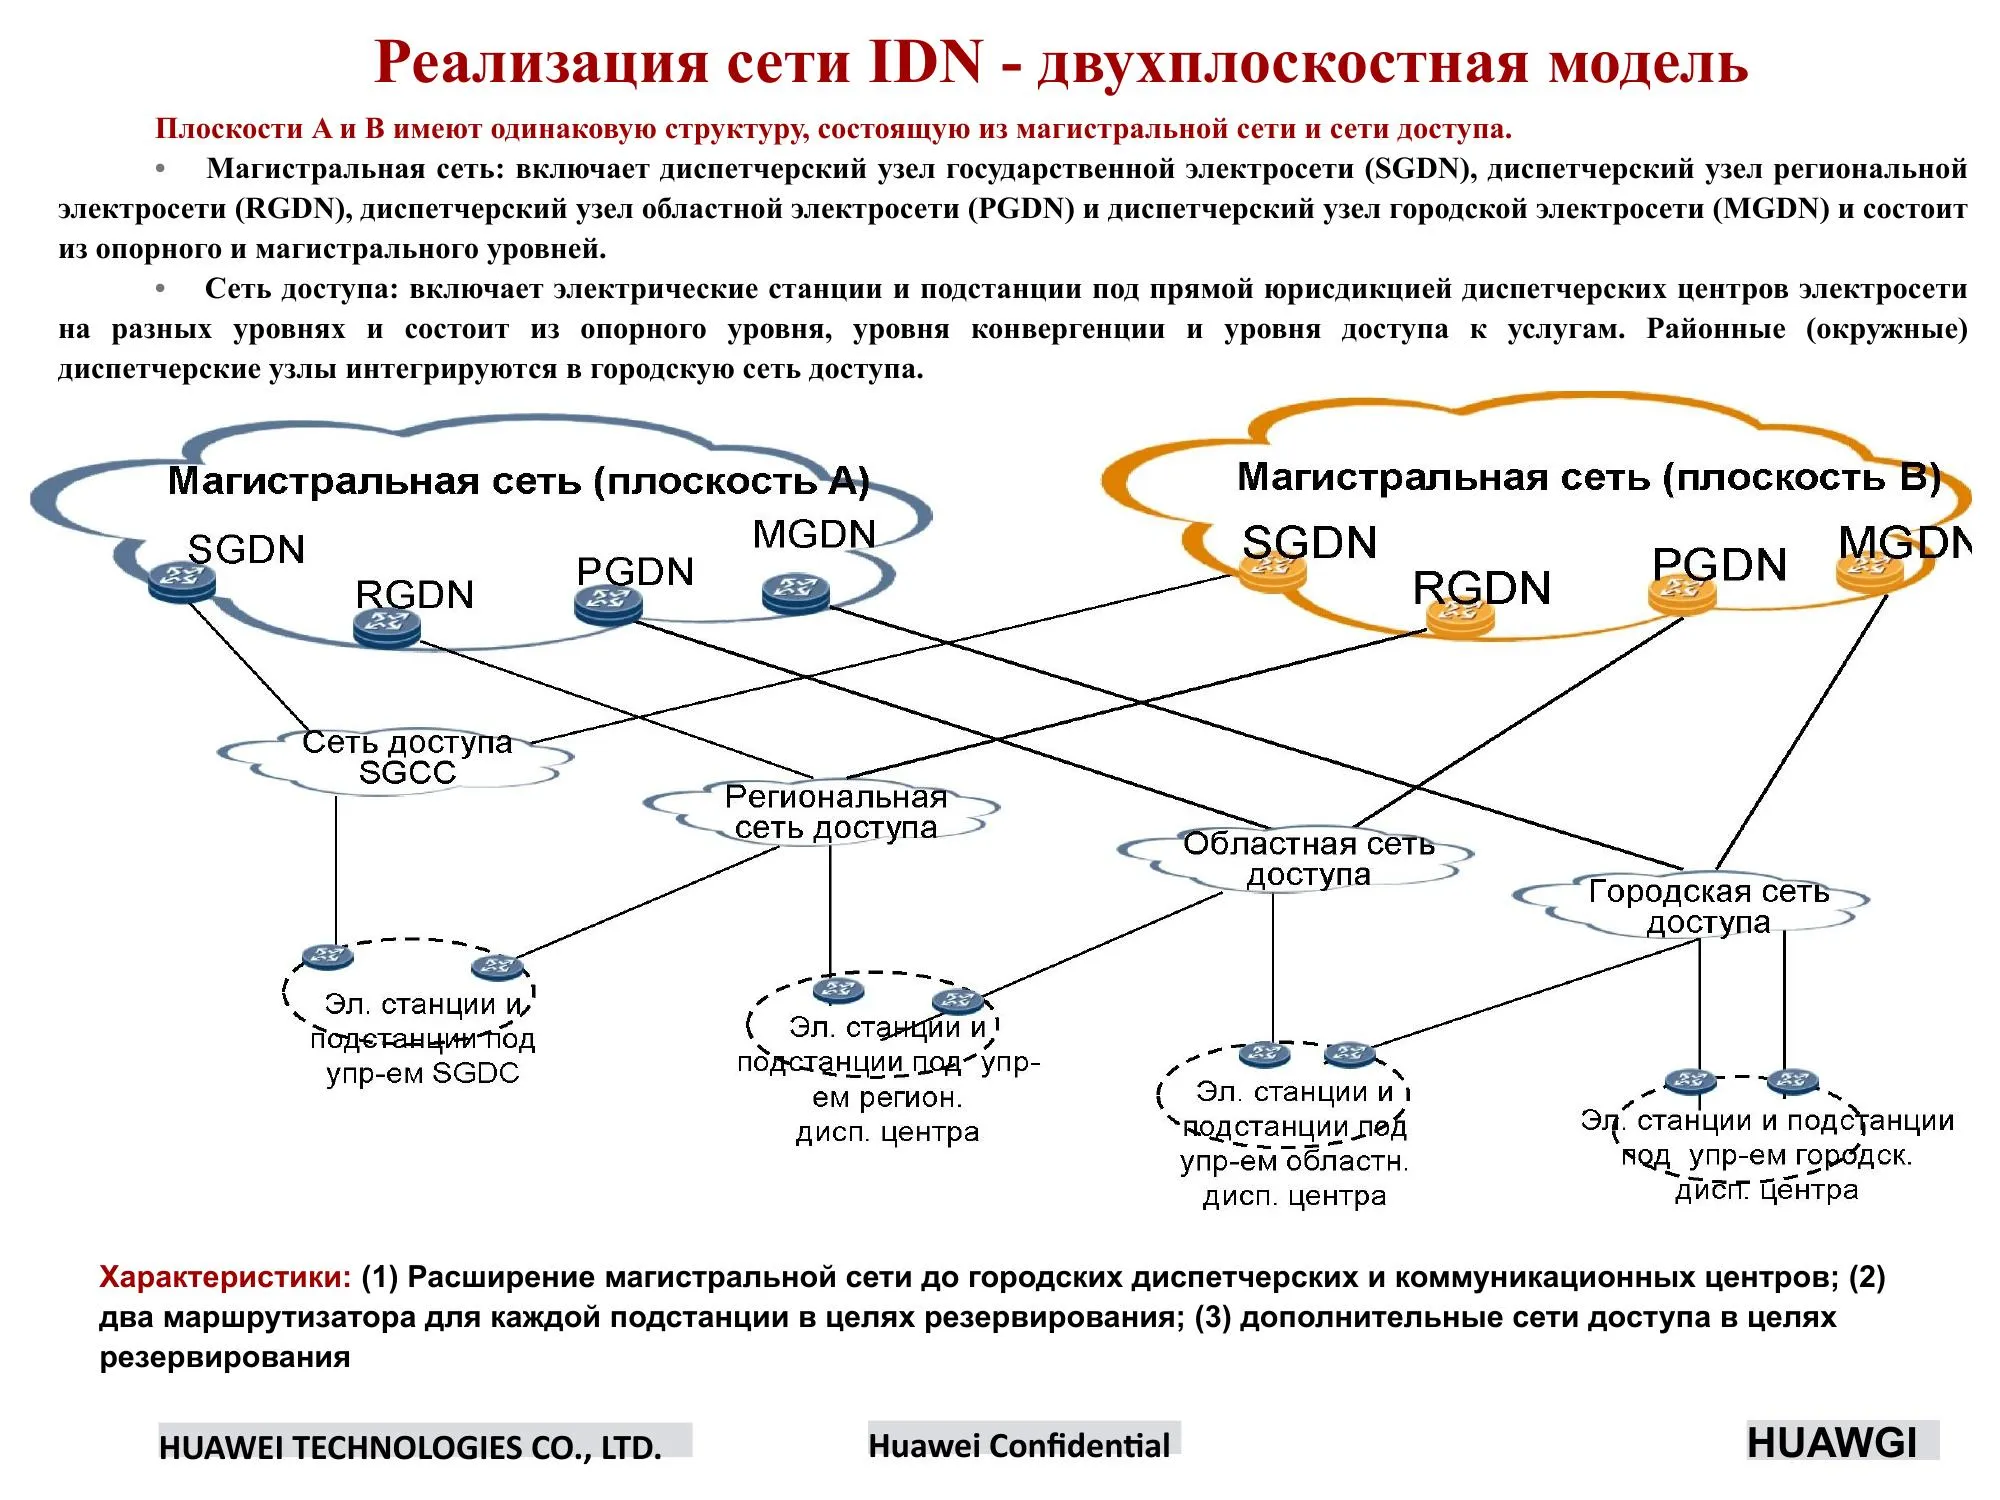 Реализация сети IDN - двухплоскостная модель
Плоскости A и B имеют одинаковую структуру, состоящую из магистральной сети и сети доступа.
• Магистральная сеть: включает диспетчерский узел государственной электросети (SGDN), диспетчерский узел региональной
электросети (RGDN), диспетчерский узел областной электросети (PGDN) и диспетчерский узел городской электросети (MGDN) и состоит
из опорного и магистрального уровней.
• Сеть доступа: включает электрические станции и подстанции под прямой юрисдикцией диспетчерских центров электросети
на разных уровнях и состоит из опорного уровня, уровня конвергенции и уровня доступа к услугам. Районные (окружные)
диспетчерские узлы интегрируются в городскую сеть доступа.
Магистральная сеть (плоскость A)
SGDN
RGDN
PGDN
MGDN
Магистральная сеть (плоскость B)
SGDN
RGDN
PGDN
MGDN
Сеть доступа
SGCC
Региональная
сеть доступа
Областная сеть
доступа
Городская сеть
доступа
Эл. станции и
подстанции под
упр-ем SGDC
Эл. станции и
подстанции под упр-
ем регион.
дисп. центра
Эл. станции и
подстанции под
упр-ем областн.
дисп. центра
Эл. станции и подстанции
под упр-ем городск.
дисп. центра
Характеристики: (1) Расширение магистральной сети до городских диспетчерских и коммуникационных центров; (2)
два маршрутизатора для каждой подстанции в целях резервирования; (3) дополнительные сети доступа в целях
резервирования
HUAWEI TECHNOLOGIES CO., LTD.
Huawei Confidential
HUAWGI